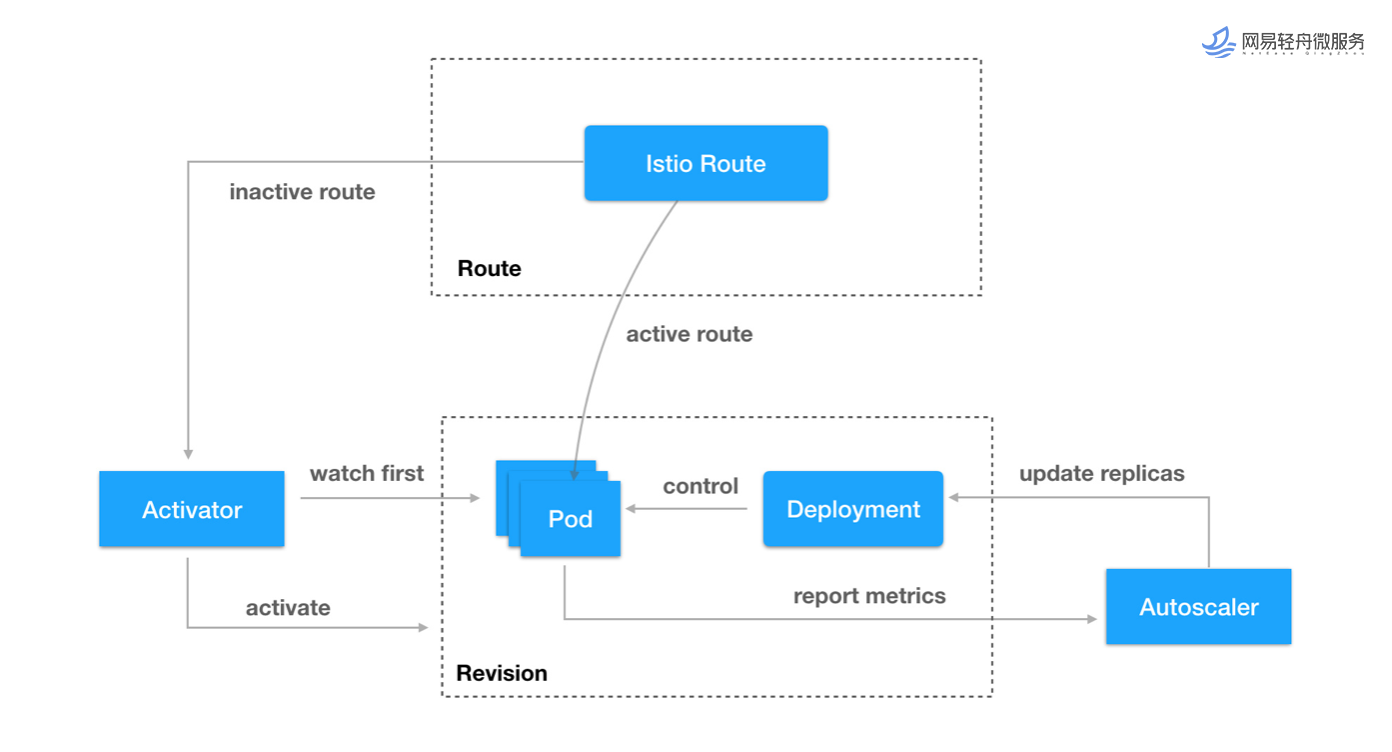 网易轻舟微服务
Istio Route
inactive route
Route
active route
watch first
control
update replicas
Activator
Pod
Deployment
report metrics
Autoscaler
activate
Revision